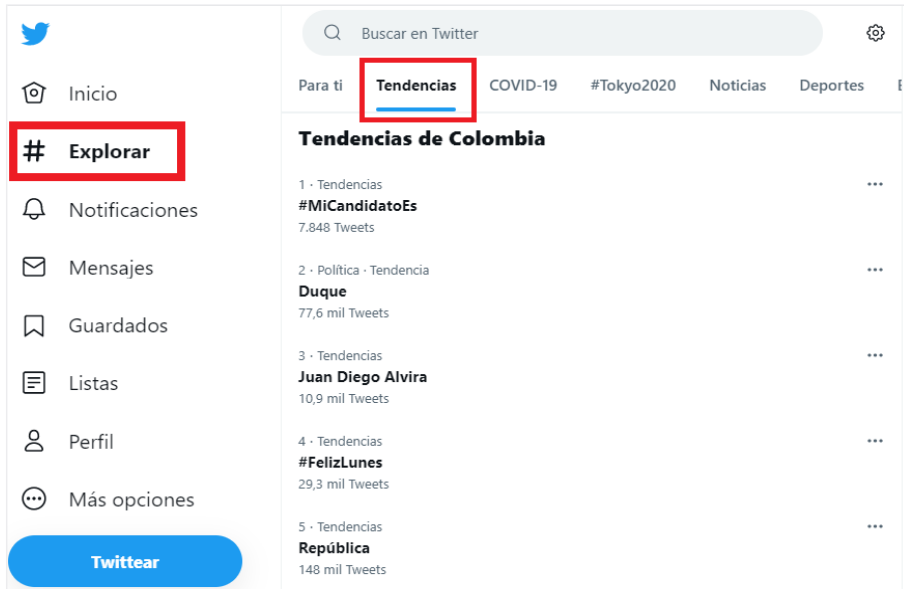 Buscar en Twitter
Inicio
Explorar
Notificaciones
Mensajes
Guardados
Listas
Perfil
Más opciones
Twittear
Para ti Tendencias COVID-19 #Tokyo2020 Noticias Deportes
Tendencias de Colombia
1 · Tendencias
#MiCandidatoEs
7.848 Tweets
2 · Política · Tendencia
Duque
77,6 mil Tweets
3 · Tendencias
Juan Diego Alvira
10,9 mil Tweets
4 · Tendencias
#FelizLunes
29,3 mil Tweets
5 · Tendencias
República
148 mil Tweets